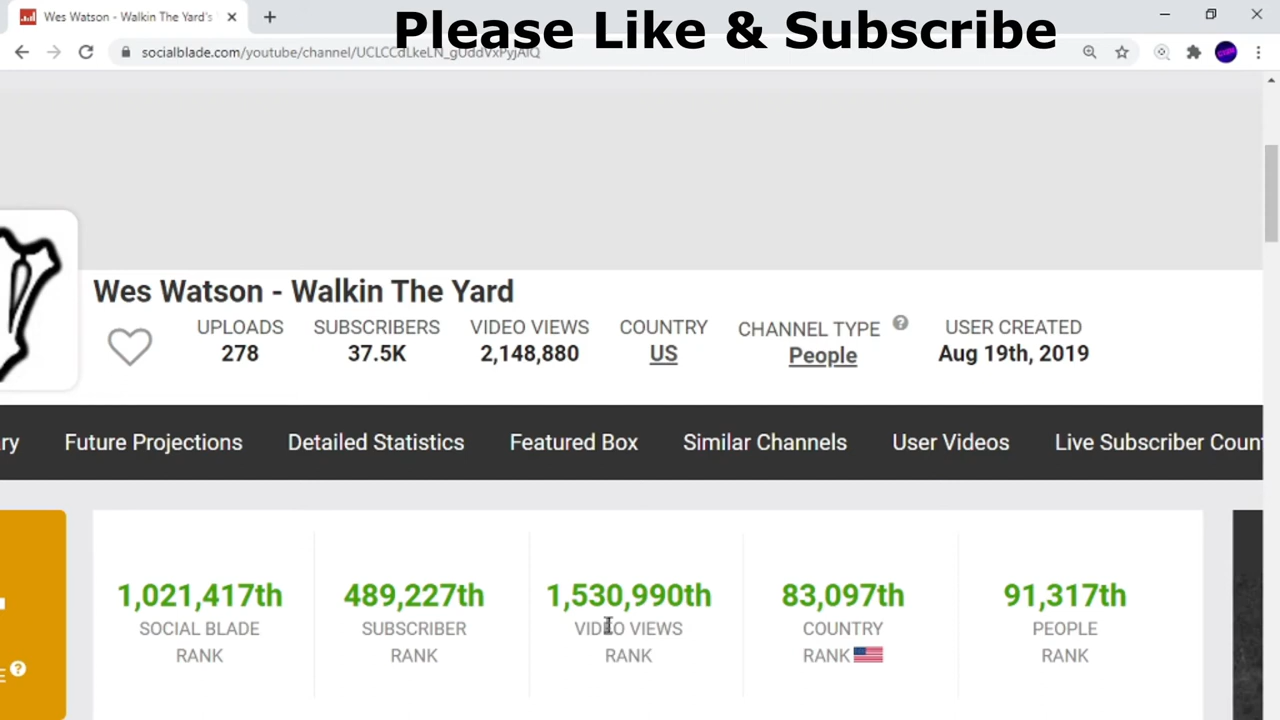 Wes Watson - Walkin The Yard's
Please Like & Subscribe
socialblade.com/youtube/channel/
Wes Watson - Walkin The Yard
UPLOADS SUBSCRIBERS VIDEO VIEWS COUNTRY CHANNEL TYPE ? USER CREATED
278 37.5K 2,148,880 US People Aug 19th, 2019
ry Future Projections Detailed Statistics Featured Box Similar Channels User Videos Live Subscriber Coun
1,021,417th 489,227th 1,530,990th 83,097th 91,317th
SOCIAL BLADE SUBSCRIBER VIDEO VIEWS COUNTRY PEOPLE
RANK RANK RANK RANK RANK
E ?